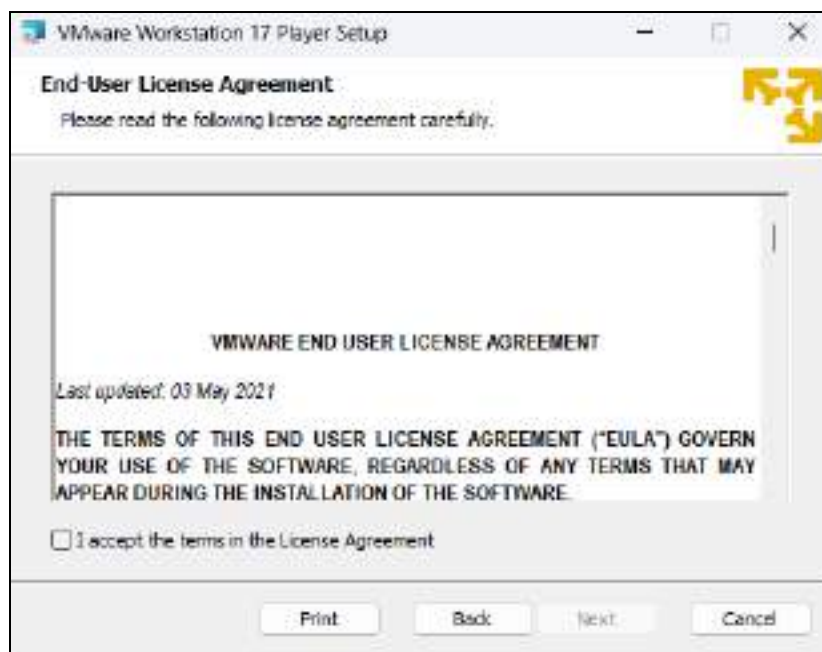 VMware Workstation 17 Player Setup
End-User License Agreement
Please read the following license agreement carefully.
VMWARE END USER LICENSE AGREEMENT
Last updated: 03 May 2021
THE TERMS OF THIS END USER LICENSE AGREEMENT (“EULA”) GOVERN
YOUR USE OF THE SOFTWARE, REGARDLESS OF ANY TERMS THAT MAY
APPEAR DURING THE INSTALLATION OF THE SOFTWARE.
I accept the terms in the License Agreement
Print Back Next Cancel